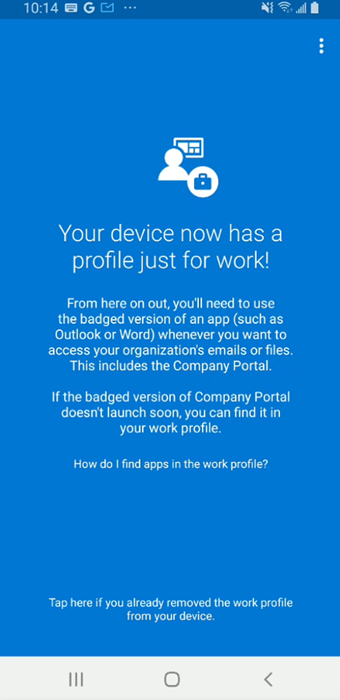 10:14
Your device now has a
profile just for work!
From here on out, you'll need to use
the badged version of an app (such as
Outlook or Word) whenever you want to
access your organization's emails or files.
This includes the Company Portal.
If the badged version of Company Portal
doesn't launch soon, you can find it in
your work profile.
How do I find apps in the work profile?
Tap here if you already removed the work profile
from your device.